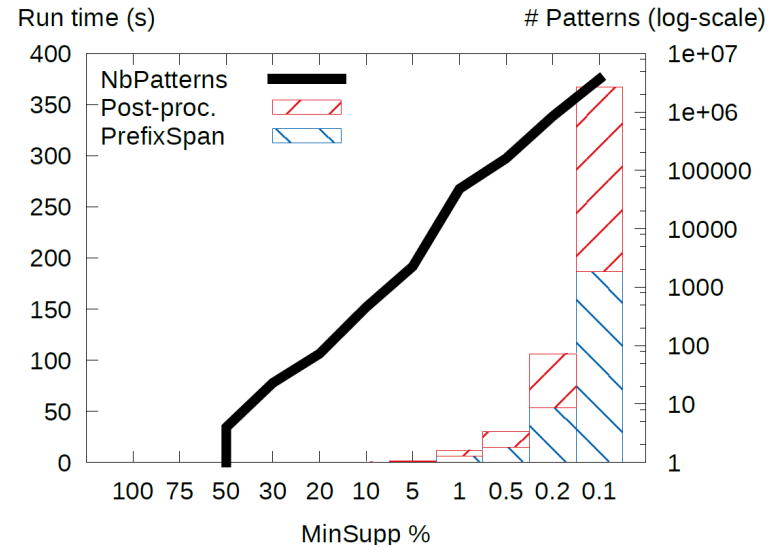 Run time (s) # Patterns (log-scale)
400 1e+07
NbPatterns
350 Post-proc. 1e+06
300 PrefixSpan
250 100000
200 10000
150 1000
100 100
50 10
0 1
100 75 50 30 20 10 5 1 0.5 0.2 0.1
MinSupp %